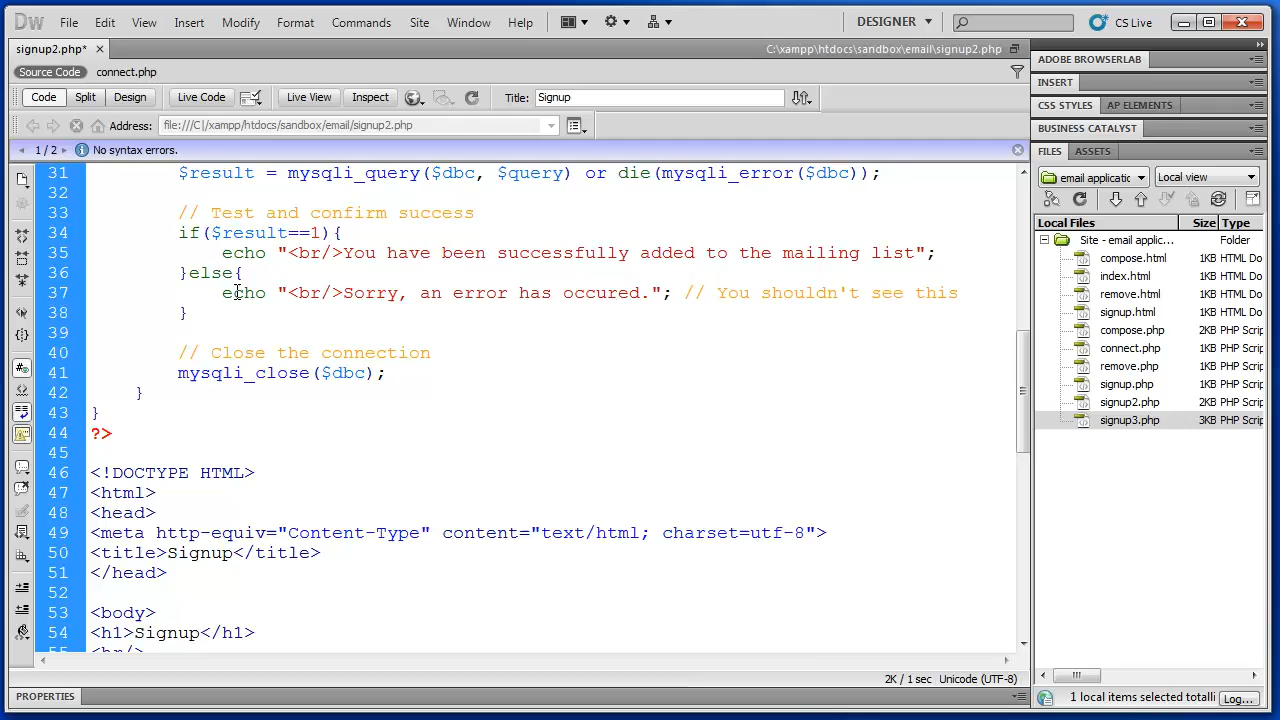 Dw File Edit View Insert Modify Format Commands Site Window Help DESIGNER CS Live
signup2.php* C:\xampp\htdocs\sandbox\email\signup2.php
Source Code connect.php
Code Split Design Live Code Live View Inspect Title: Signup
Address: file:///C|/xampp/htdocs/sandbox/email/signup2.php
1 / 2 No syntax errors.
31 $result = mysqli_query($dbc, $query) or die(mysqli_error($dbc));
32
33 // Test and confirm success
34 if($result==1){
35 echo "<br/>You have been successfully added to the mailing list";
36 }else{
37 echo "<br/>Sorry, an error has occured."; // You shouldn't see this
38 }
39
40 // Close the connection
41 mysqli_close($dbc);
42 }
43 }
44 ?>
45
46 <!DOCTYPE HTML>
47 <html>
48 <head>
49 <meta http-equiv="Content-Type" content="text/html; charset=utf-8">
50 <title>Signup</title>
51 </head>
52
53 <body>
54 <h1>Signup</h1>
55 <br/>
2K / 1 sec Unicode (UTF-8)
PROPERTIES
ADOBE BROWSERLAB
INSERT
CSS STYLES AP ELEMENTS
BUSINESS CATALYST
FILES ASSETS
email applicatic Local view
Local Files Size Type
Site - email applic... Folder
compose.html 1KB HTML Do
index.html 1KB HTML Do
remove.html 1KB HTML Do
signup.html 1KB HTML Do
compose.php 2KB PHP Scrip
connect.php 1KB PHP Scrip
remove.php 1KB PHP Scrip
signup.php 1KB PHP Scrip
signup2.php 2KB PHP Scrip
signup3.php 3KB PHP Scrip
1 local items selected totalli Log...